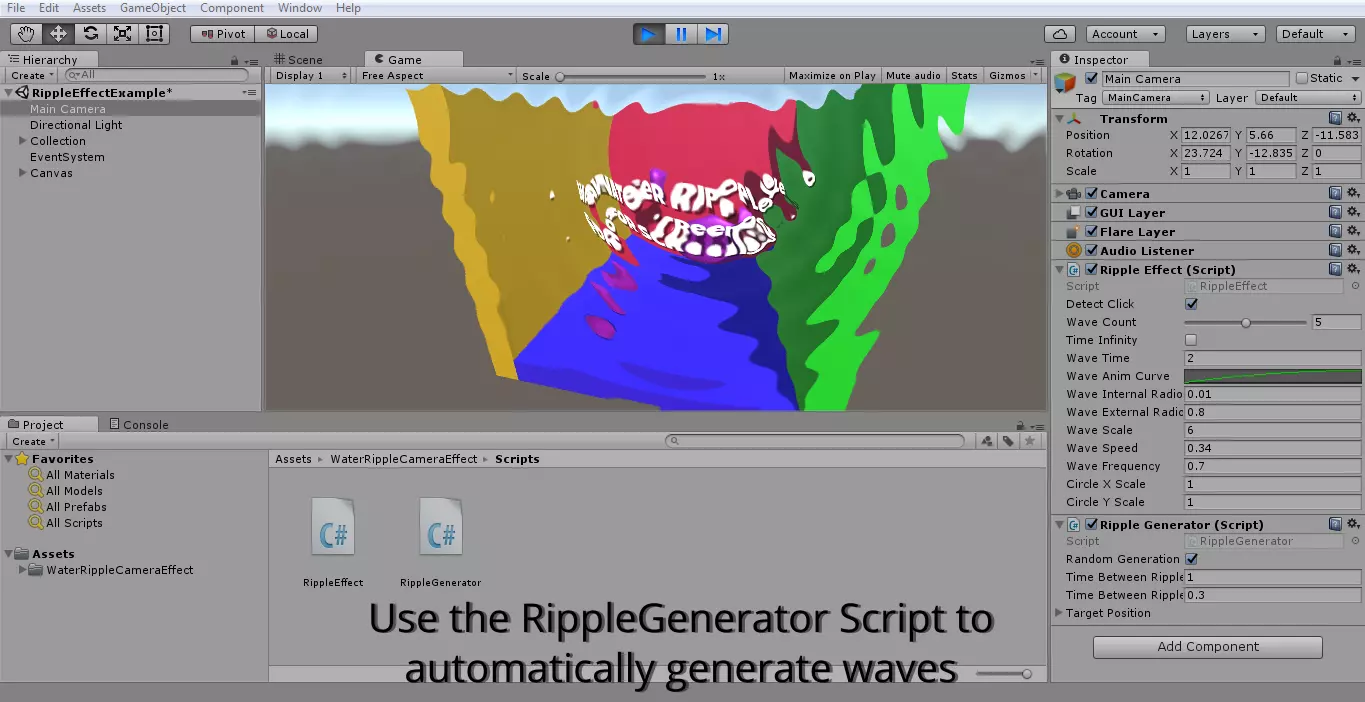 File Edit Assets GameObject Component Window Help
Pivot Local Account Layers Default
Hierarchy
Create All
RippleEffectExample*
Main Camera
Directional Light
Collection
EventSystem
Canvas
Scene Game
Display 1 Free Aspect Scale 1x Maximize on Play Mute audio Stats Gizmos
Inspector
Main Camera Static
Tag MainCamera Layer Default
Transform
Position X 12.0267 Y 5.66 Z -11.583
Rotation X 23.724 Y -12.835 Z 0
Scale X 1 Y 1 Z 1
Camera
GUI Layer
Flare Layer
Audio Listener
C# Ripple Effect (Script)
Script RippleEffect
Detect Click
Wave Count 5
Time Infinity
Wave Time 2
Wave Anim Curve
Wave Internal Radio 0.01
Wave External Radio 0.8
Wave Scale 6
Wave Speed 0.34
Wave Frequency 0.7
Circle X Scale 1
Circle Y Scale 1
C# Ripple Generator (Script)
Script RippleGenerator
Random Generation
Time Between Ripple 1
Time Between Ripple 0.3
Target Position
Add Component
Project Console
Create
Favorites
All Materials
All Models
All Prefabs
All Scripts
Assets
WaterRippleCameraEffect
Assets WaterRippleCameraEffect Scripts
C# C#
RippleEffect RippleGenerator
Use the RippleGenerator Script to
automatically generate waves